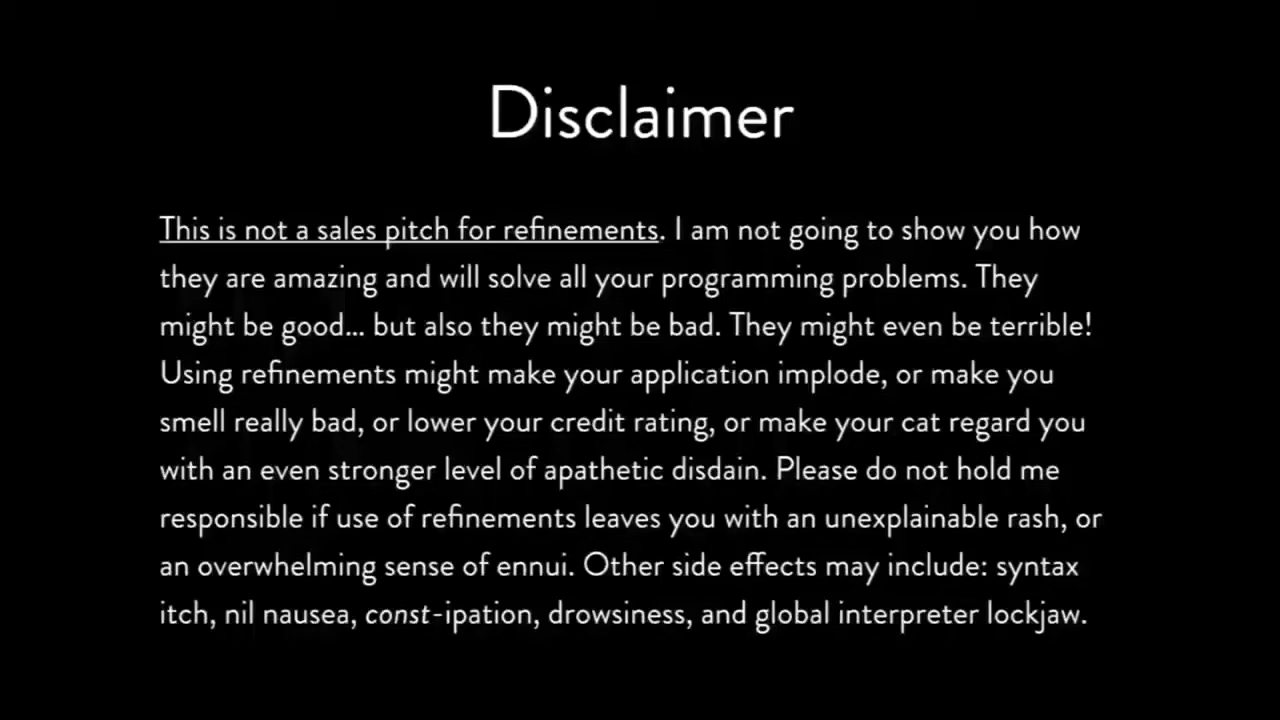 Disclaimer
This is not a sales pitch for refinements. I am not going to show you how
they are amazing and will solve all your programming problems. They
might be good... but also they might be bad. They might even be terrible!
Using refinements might make your application implode, or make you
smell really bad, or lower your credit rating, or make your cat regard you
with an even stronger level of apathetic disdain. Please do not hold me
responsible if use of refinements leaves you with an unexplainable rash, or
an overwhelming sense of ennui. Other side effects may include: syntax
itch, nil nausea, const-ipation, drowsiness, and global interpreter lockjaw.